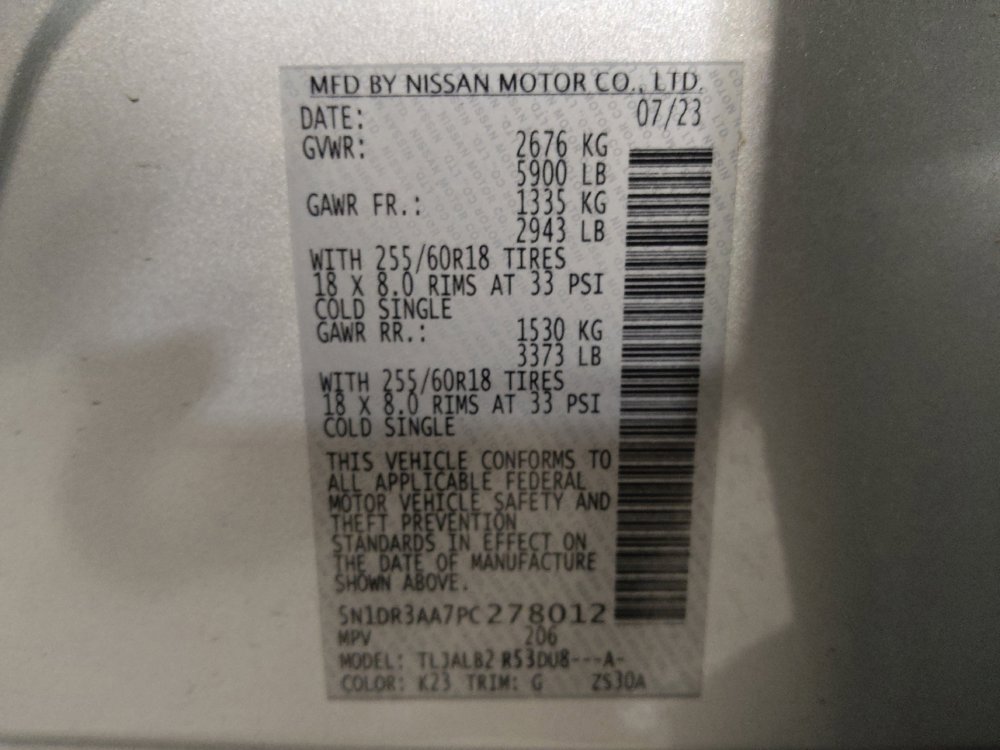 MFD BY NISSAN MOTOR CO., LTD.
DATE: 07/23
GVWR: 2676 KG
5900 LB
GAWR FR.: 1335 KG
2943 LB
WITH 255/60R18 TIRES
18 X 8.0 RIMS AT 33 PSI
COLD SINGLE
GAWR RR.: 1530 KG
3373 LB
WITH 255/60R18 TIRES
18 X 8.0 RIMS AT 33 PSI
COLD SINGLE
THIS VEHICLE CONFORMS TO
ALL APPLICABLE FEDERAL
MOTOR VEHICLE SAFETY AND
THEFT PREVENTION
STANDARDS IN EFFECT ON
THE DATE OF MANUFACTURE
SHOWN ABOVE.
5N1DR3AA7PC278012
MPV 206
MODEL: TLJALB2 R53DU8---A-
COLOR: K23 TRIM: G ZS30A